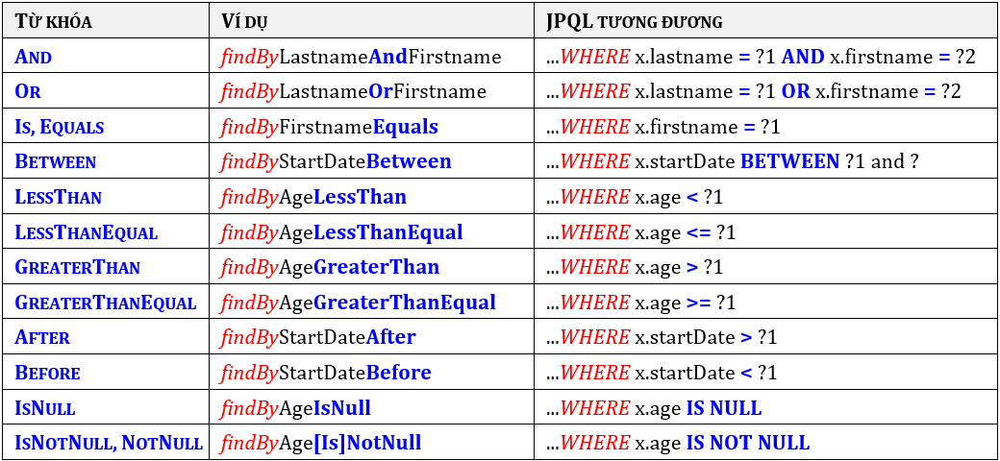 TỪ KHÓA VÍ DỤ JPQL TƯƠNG ĐƯƠNG
AND findByLastnameAndFirstname ...WHERE x.lastname = ?1 AND x.firstname = ?2
OR findByLastnameOrFirstname ...WHERE x.lastname = ?1 OR x.firstname = ?2
IS, EQUALS findByFirstnameEquals ...WHERE x.firstname = ?1
BETWEEN findByStartDateBetween ...WHERE x.startDate BETWEEN ?1 and ?
LESSTHAN findByAgeLessThan ...WHERE x.age < ?1
LESSTHANEQUAL findByAgeLessThanEqual ...WHERE x.age <= ?1
GREATERTHAN findByAgeGreaterThan ...WHERE x.age > ?1
GREATERTHANEQUAL findByAgeGreaterThanEqual ...WHERE x.age >= ?1
AFTER findByStartDateAfter ...WHERE x.startDate > ?1
BEFORE findByStartDateBefore ...WHERE x.startDate < ?1
ISNULL findByAgeIsNull ...WHERE x.age IS NULL
ISNOTNULL, NOTNULL findByAge[Is]NotNull ...WHERE x.age IS NOT NULL